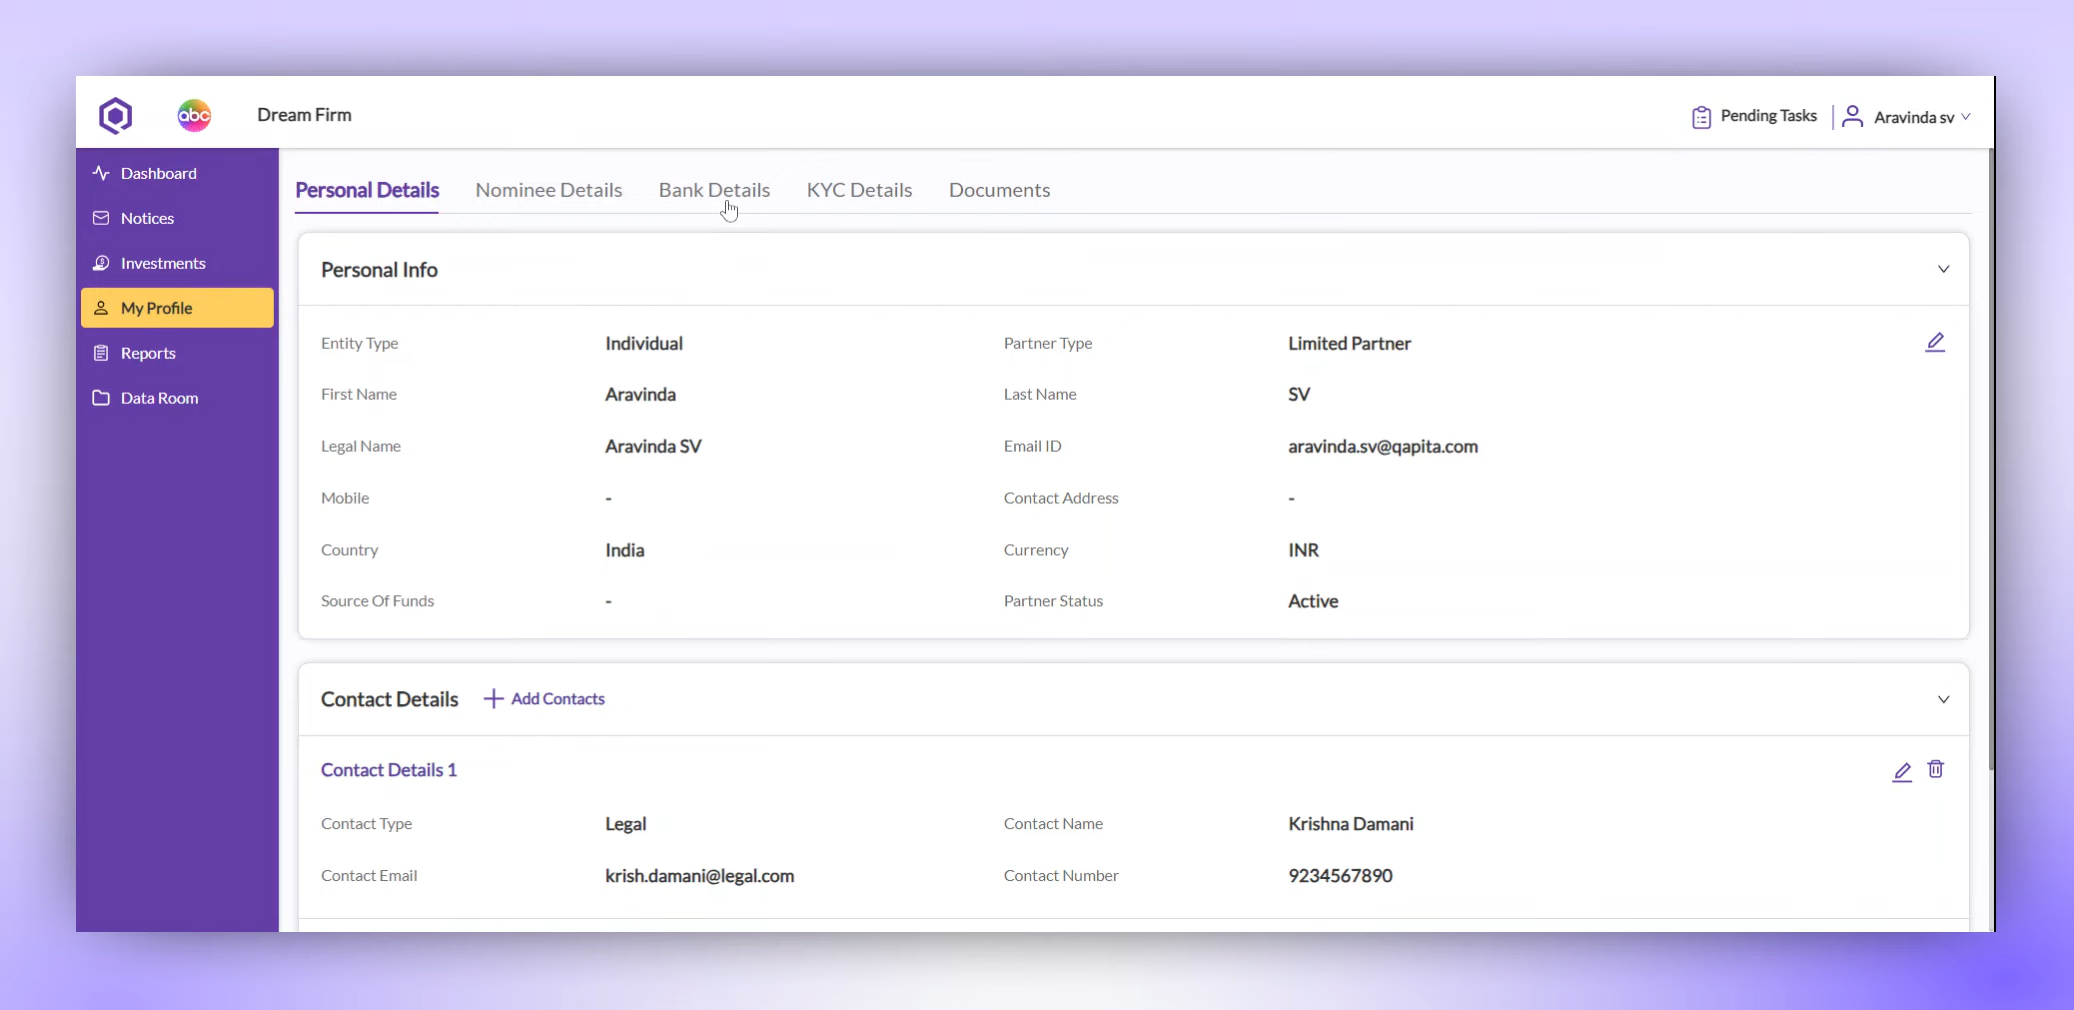 abc Dream Firm Pending Tasks Aravinda sv
Dashboard
Notices
Investments
My Profile
Reports
Data Room
Personal Details Nominee Details Bank Details KYC Details Documents
Personal Info
Entity Type Individual Partner Type Limited Partner
First Name Aravinda Last Name SV
Legal Name Aravinda SV Email ID aravinda.sv@qapita.com
Mobile - Contact Address -
Country India Currency INR
Source Of Funds - Partner Status Active
Contact Details + Add Contacts
Contact Details 1
Contact Type Legal Contact Name Krishna Damani
Contact Email krish.damani@legal.com Contact Number 9234567890